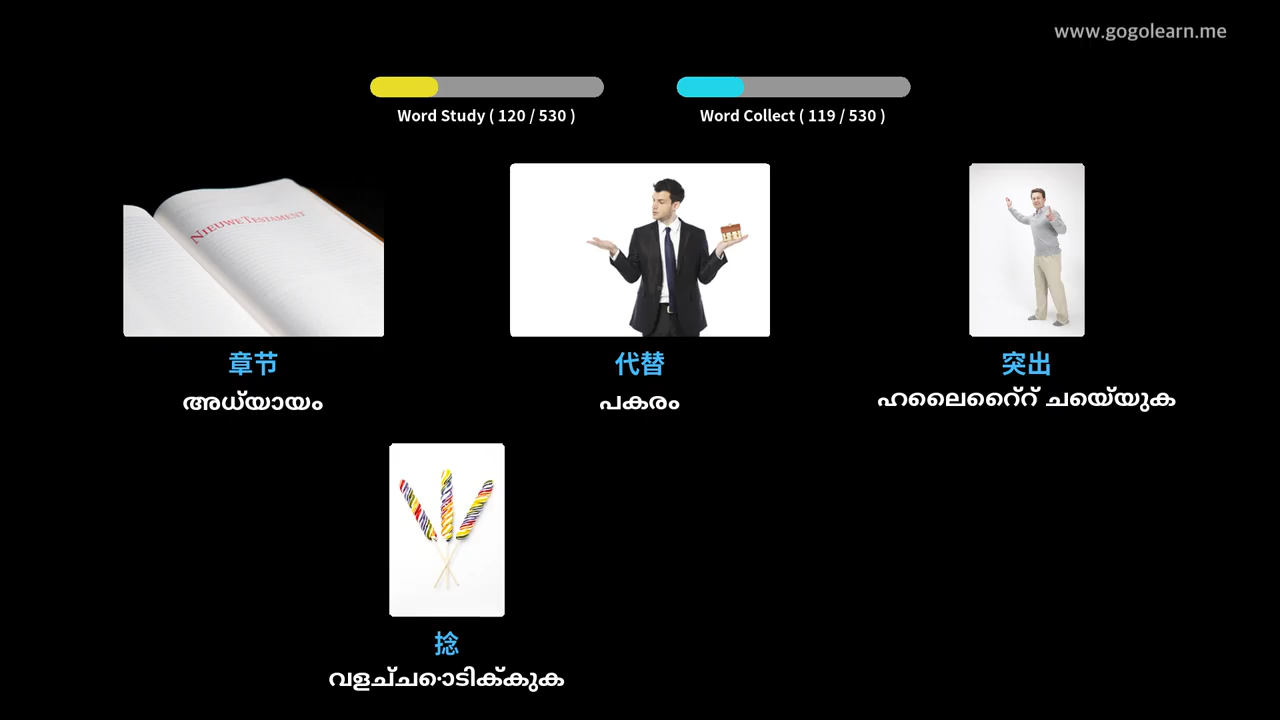 www.gogolearn.me
Word Study ( 120 / 530 )
Word Collect ( 119 / 530 )
NIEUWE TESTAMENT
章节
代替
突出
അധ്യായം
പകരം
ഹൈലൈറ്റ് ചെയ്യുക
捻
വളച്ചൊടിക്കുക